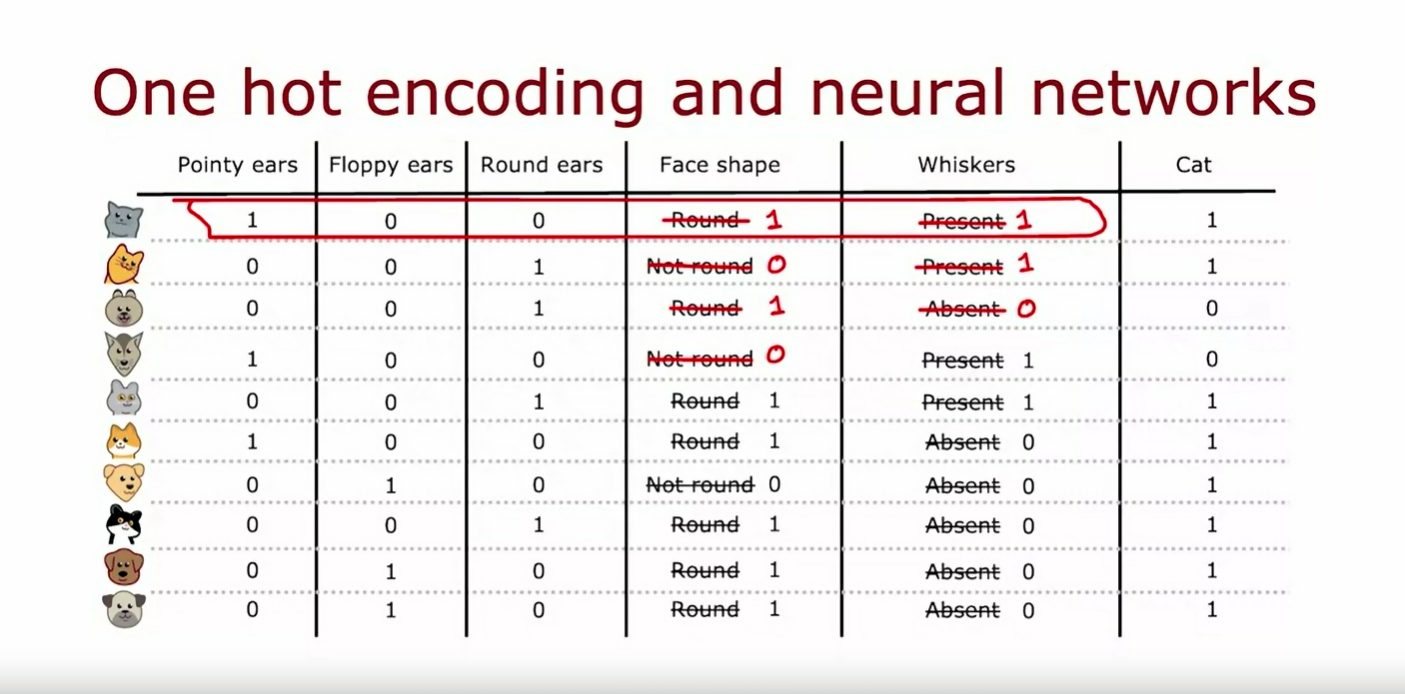 One hot encoding and neural networks
Pointy ears Floppy ears Round ears Face shape Whiskers Cat
1 0 0 Round 1 Present 1 1
0 0 1 Not round 0 Present 1 1
0 0 1 Round 1 Absent 0 0
1 0 0 Not round 0 Present 1 0
0 0 1 Round 1 Present 1 1
1 0 0 Round 1 Absent 0 1
0 1 0 Not round 0 Absent 0 1
0 0 1 Round 1 Absent 0 1
0 1 0 Round 1 Absent 0 1
0 1 0 Round 1 Absent 0 1